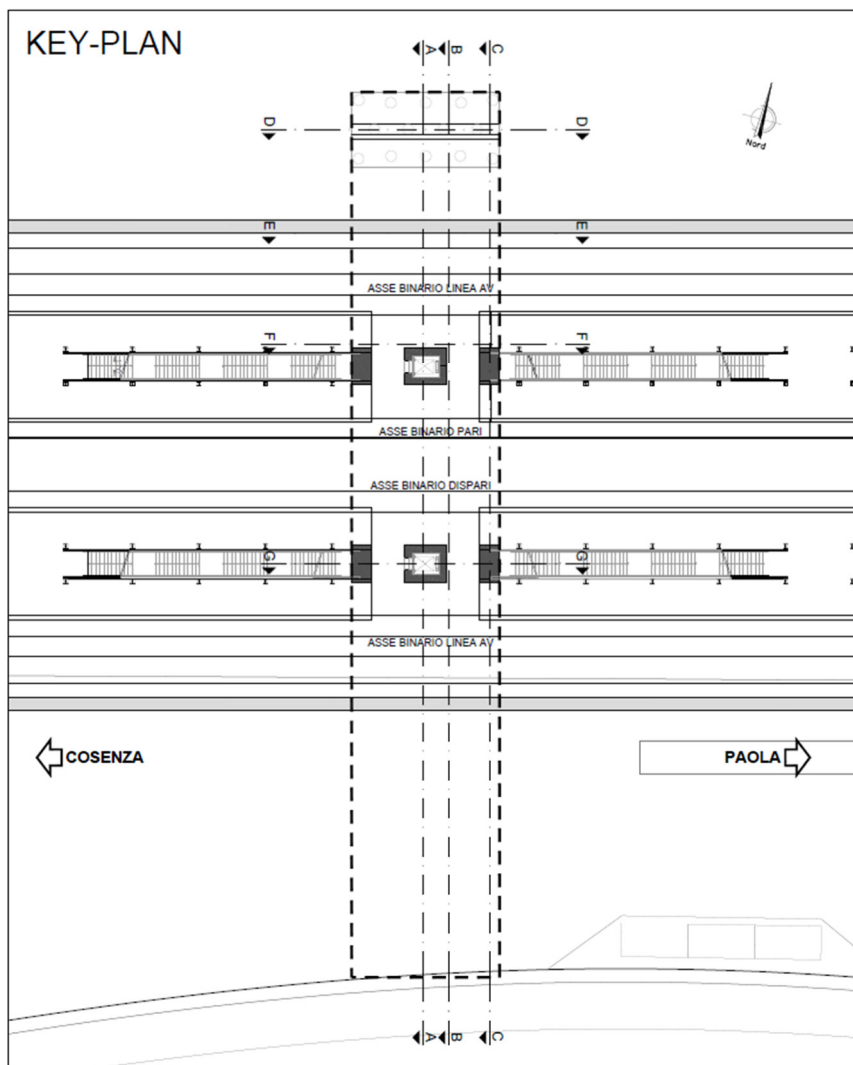 KEY-PLAN
A B C
D D
Nord
E E
ASSE BINARIO LINEA AV
F F
ASSE BINARIO PARI
ASSE BINARIO DISPARI
G G
ASSE BINARIO LINEA AV
COSENZA PAOLA
A B C